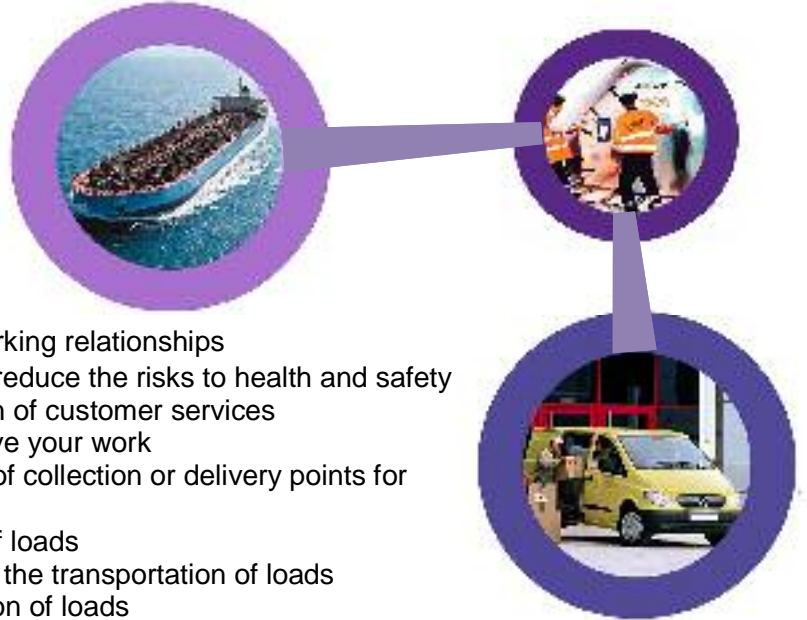 rking relationships
reduce the risks to health and safety
n of customer services
ve your work
of collection or delivery points for
f loads
the transportation of loads
on of loads